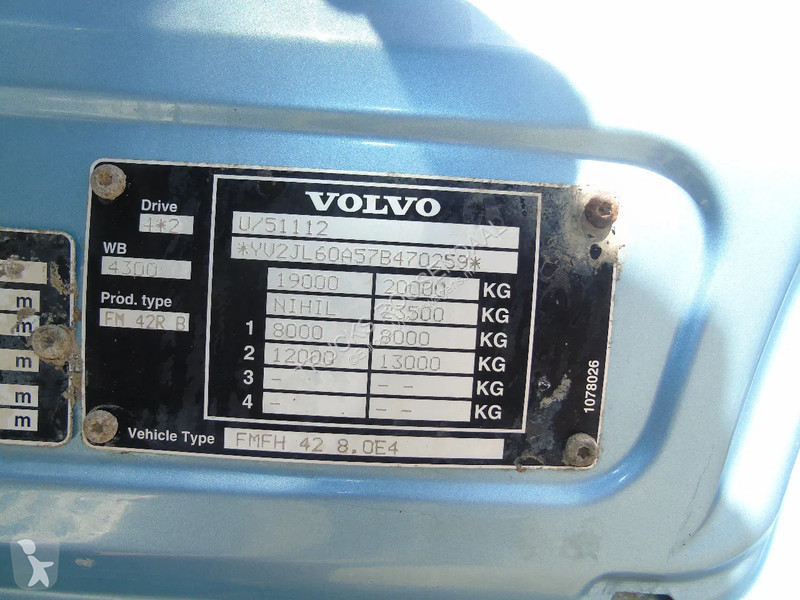 VOLVO
Drive
4*2
U/51112
*YV2JL60A57B470259*
WB
4300
19000 20000 KG
Prod. type
NIHIL 23500 KG
FM 42R B
1 8000 8000 KG
2 12000 13000 KG
3 - -- KG
4 - -- KG
1078026
Vehicle Type FMFH 42 8.0E4
m
m
m
m
m